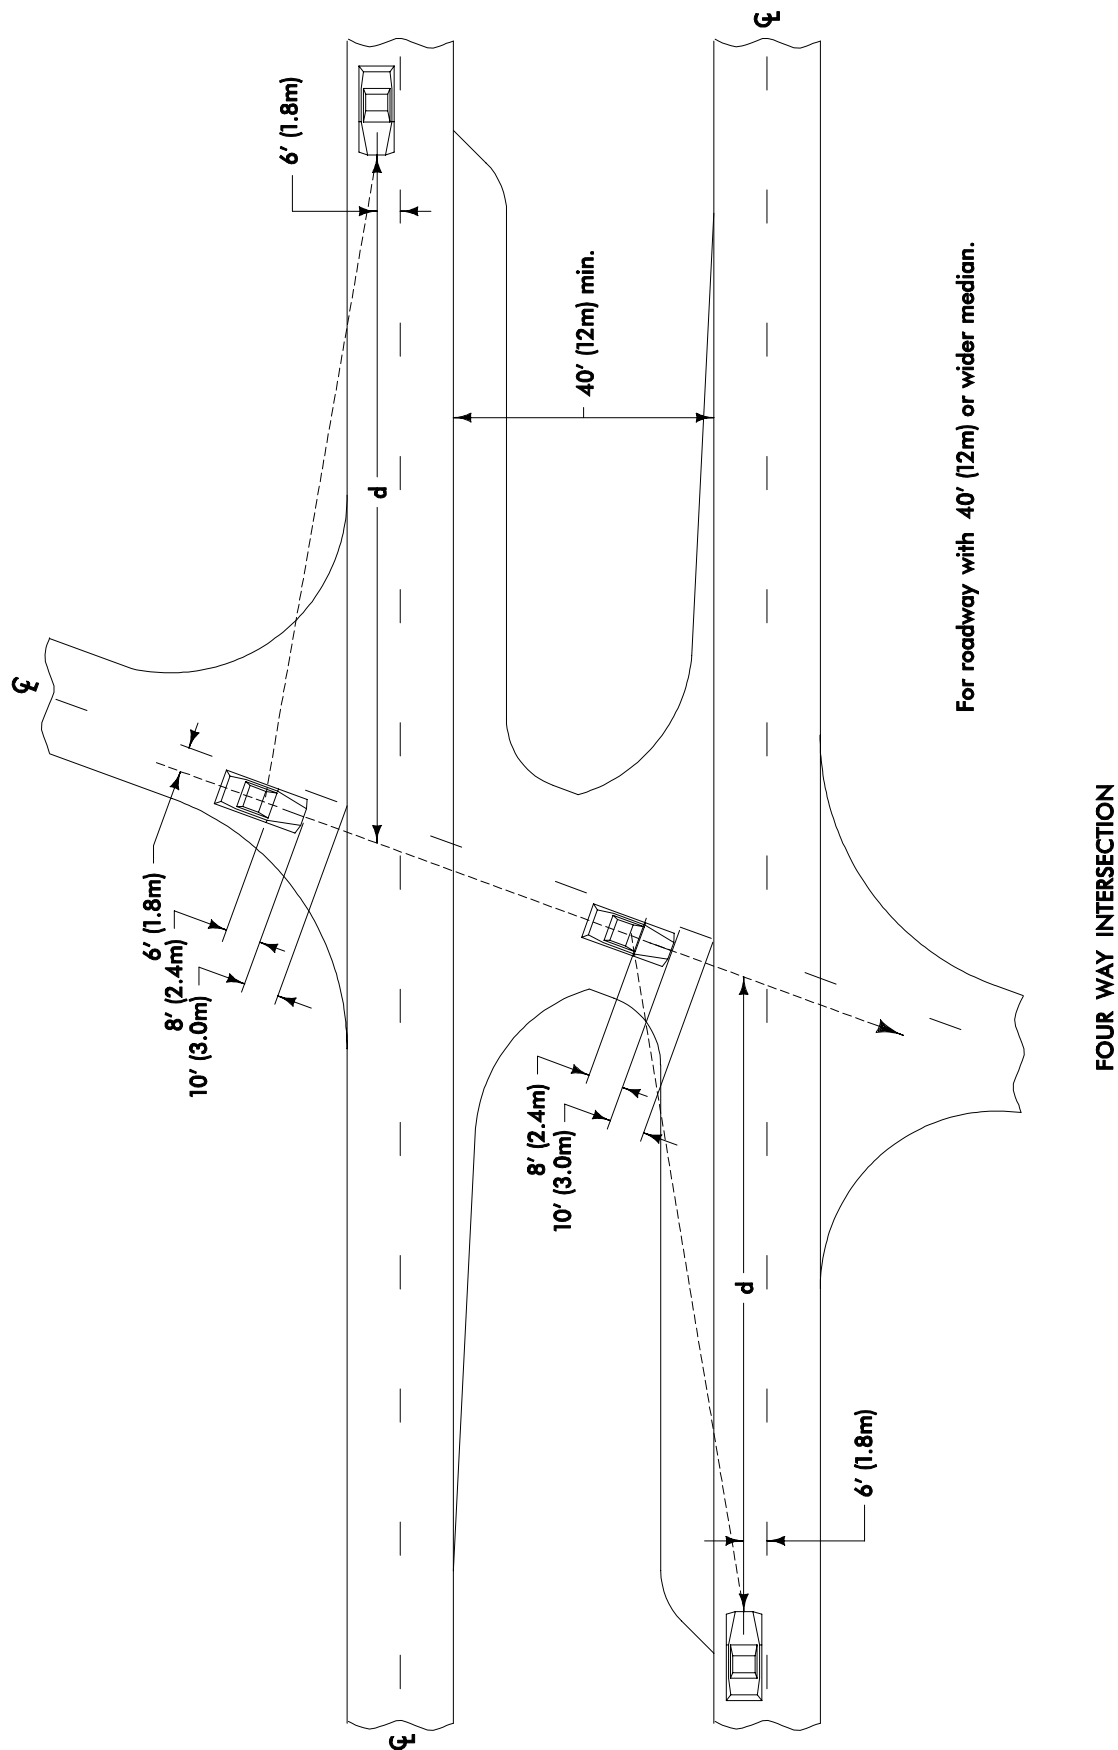 ℄
℄
℄
6' (1.8m)
6' (1.8m)
8' (2.4m)
10' (3.0m)
d
40' (12m) min.
8' (2.4m)
10' (3.0m)
d
6' (1.8m)
For roadway with 40' (12m) or wider median.
FOUR WAY INTERSECTION